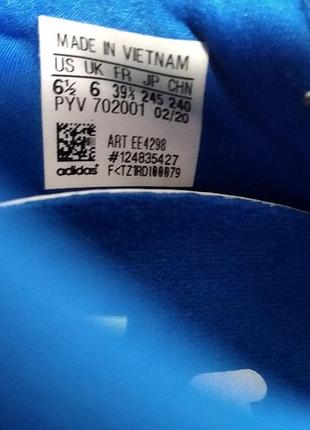 MADE IN VIETNAM
US UK FR JP CHN
6½ 6 39⅓ 245 240
PYV 702001 02/20
ART EE4298
#124835427
adidas F<TZ1RDI00079